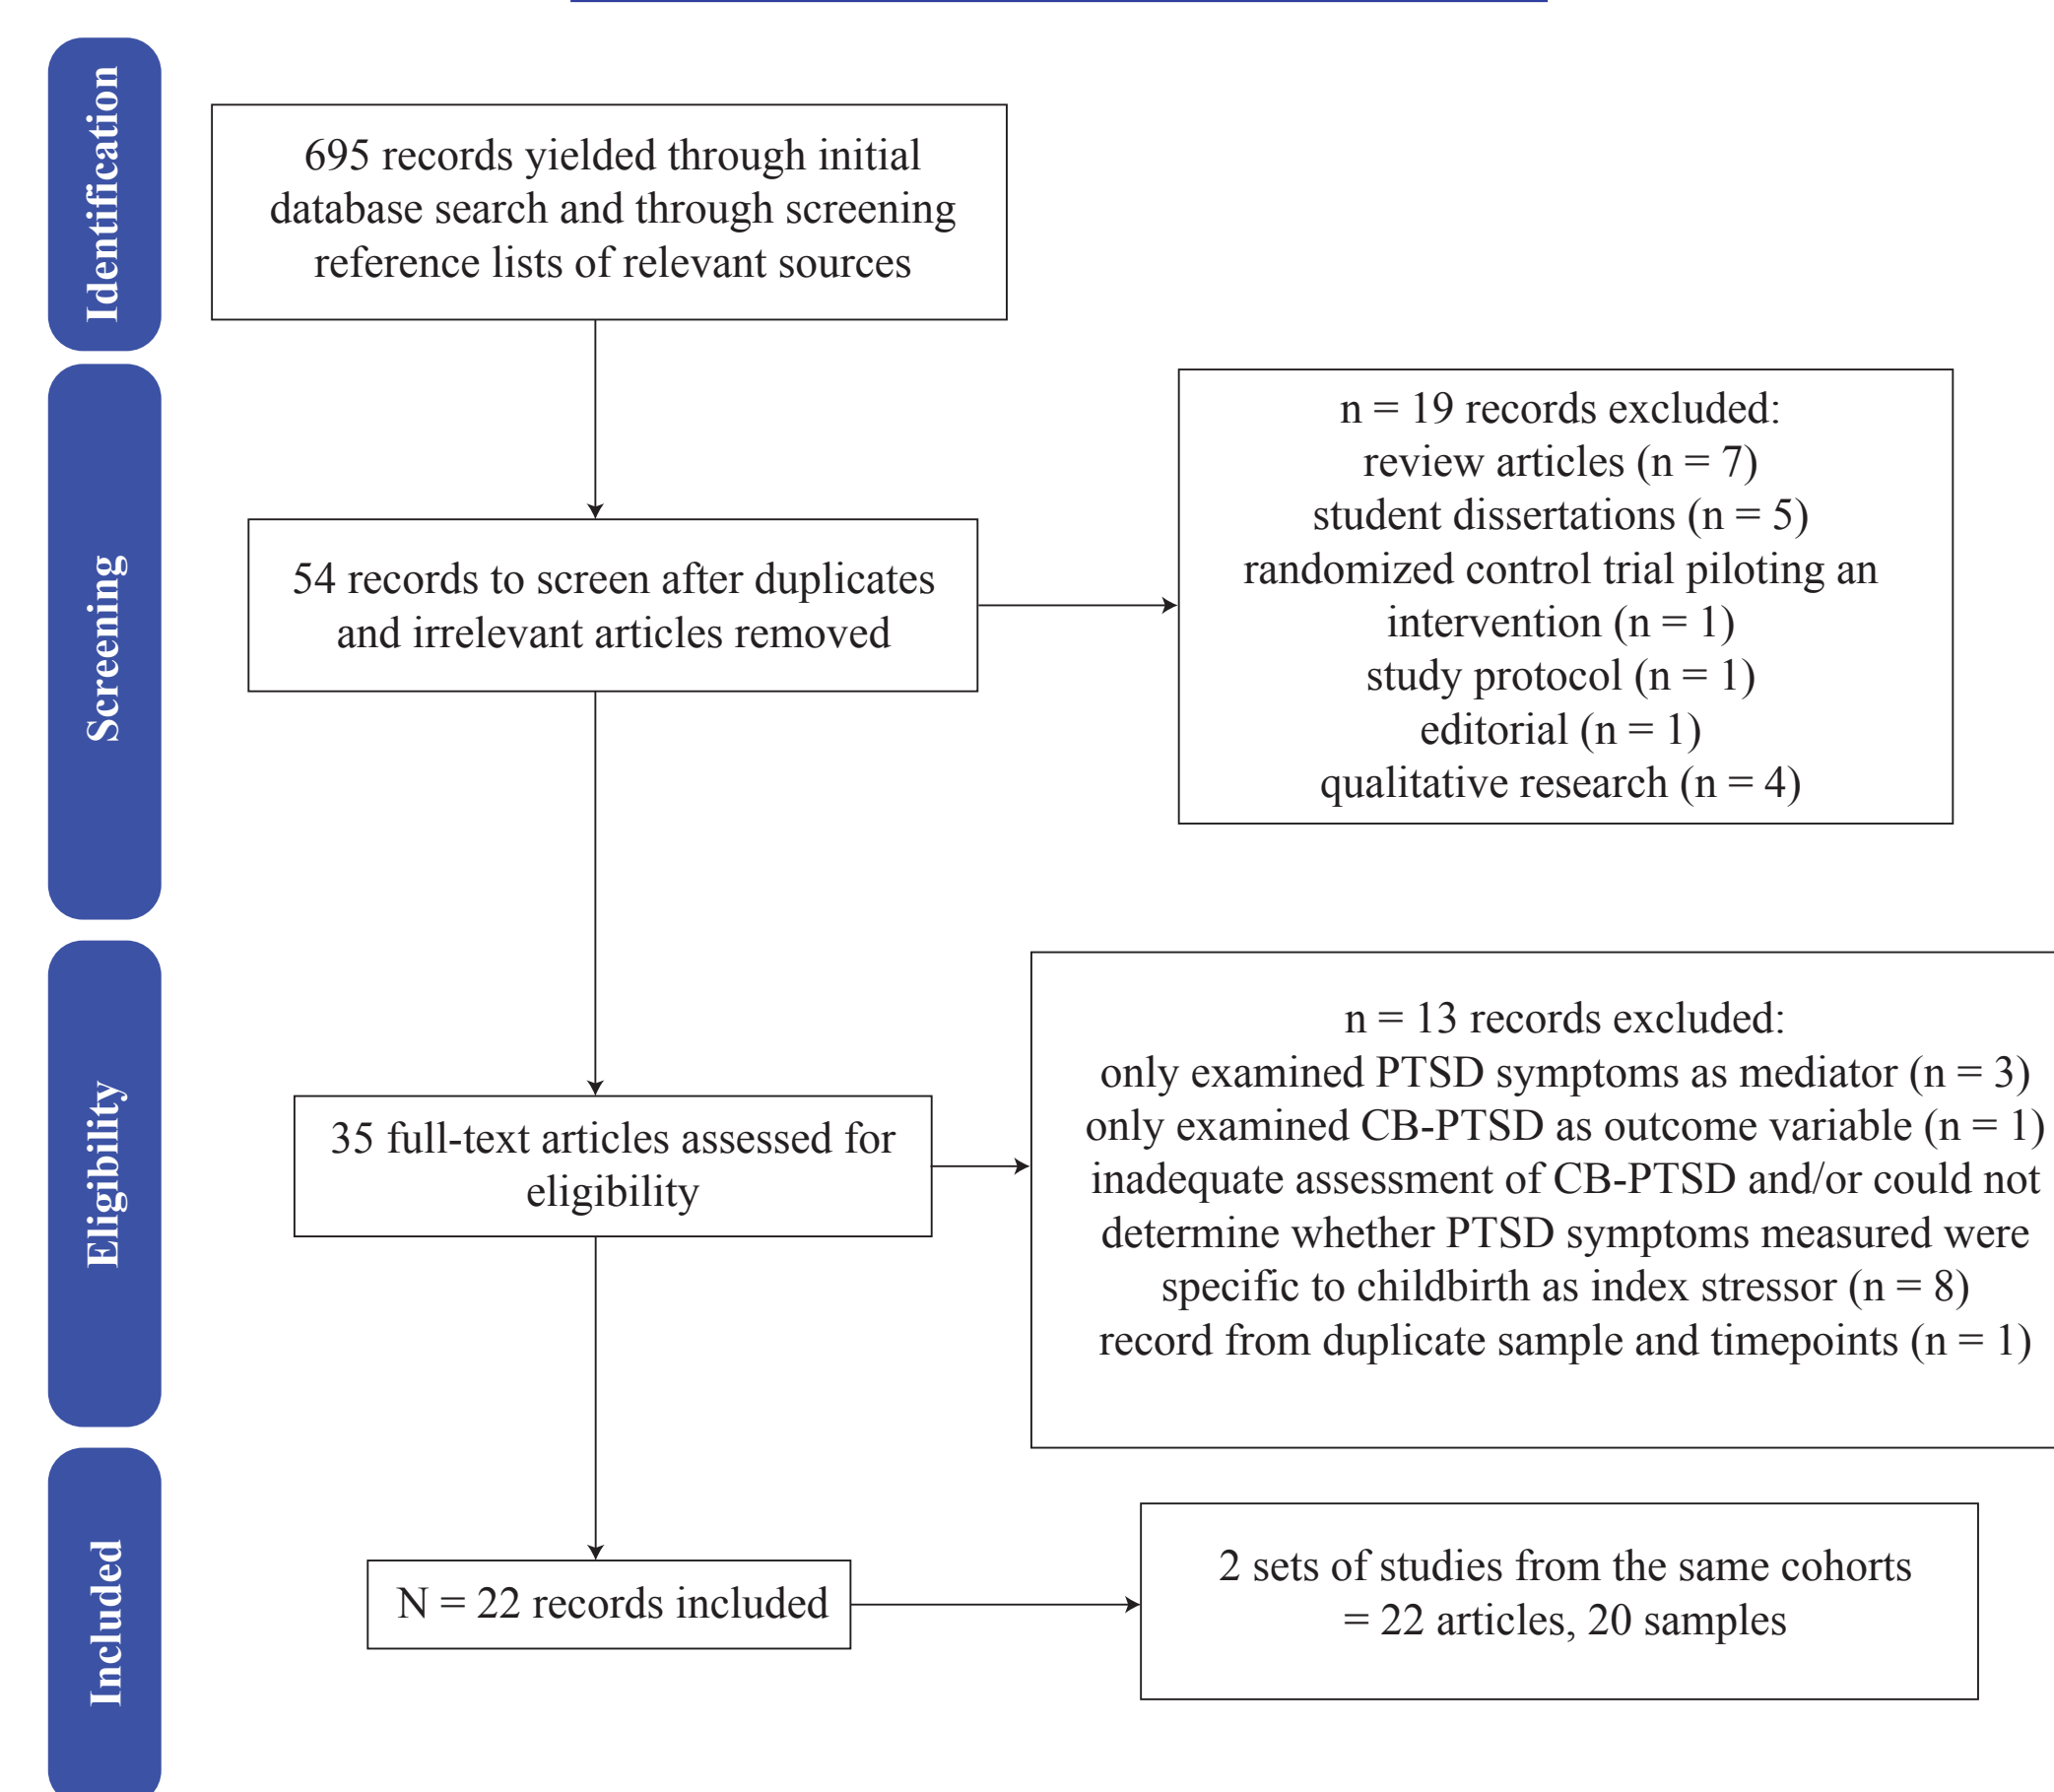 Identification
695 records yielded through initial
database search and through screening
reference lists of relevant sources
Screening
54 records to screen after duplicates
and irrelevant articles removed
n = 19 records excluded:
review articles (n = 7)
student dissertations (n = 5)
randomized control trial piloting an
intervention (n = 1)
study protocol (n = 1)
editorial (n = 1)
qualitative research (n = 4)
Eligibility
35 full-text articles assessed for
eligibility
n = 13 records excluded:
only examined PTSD symptoms as mediator (n = 3)
only examined CB-PTSD as outcome variable (n = 1)
inadequate assessment of CB-PTSD and/or could not
determine whether PTSD symptoms measured were
specific to childbirth as index stressor (n = 8)
record from duplicate sample and timepoints (n = 1)
Included
N = 22 records included
2 sets of studies from the same cohorts
= 22 articles, 20 samples